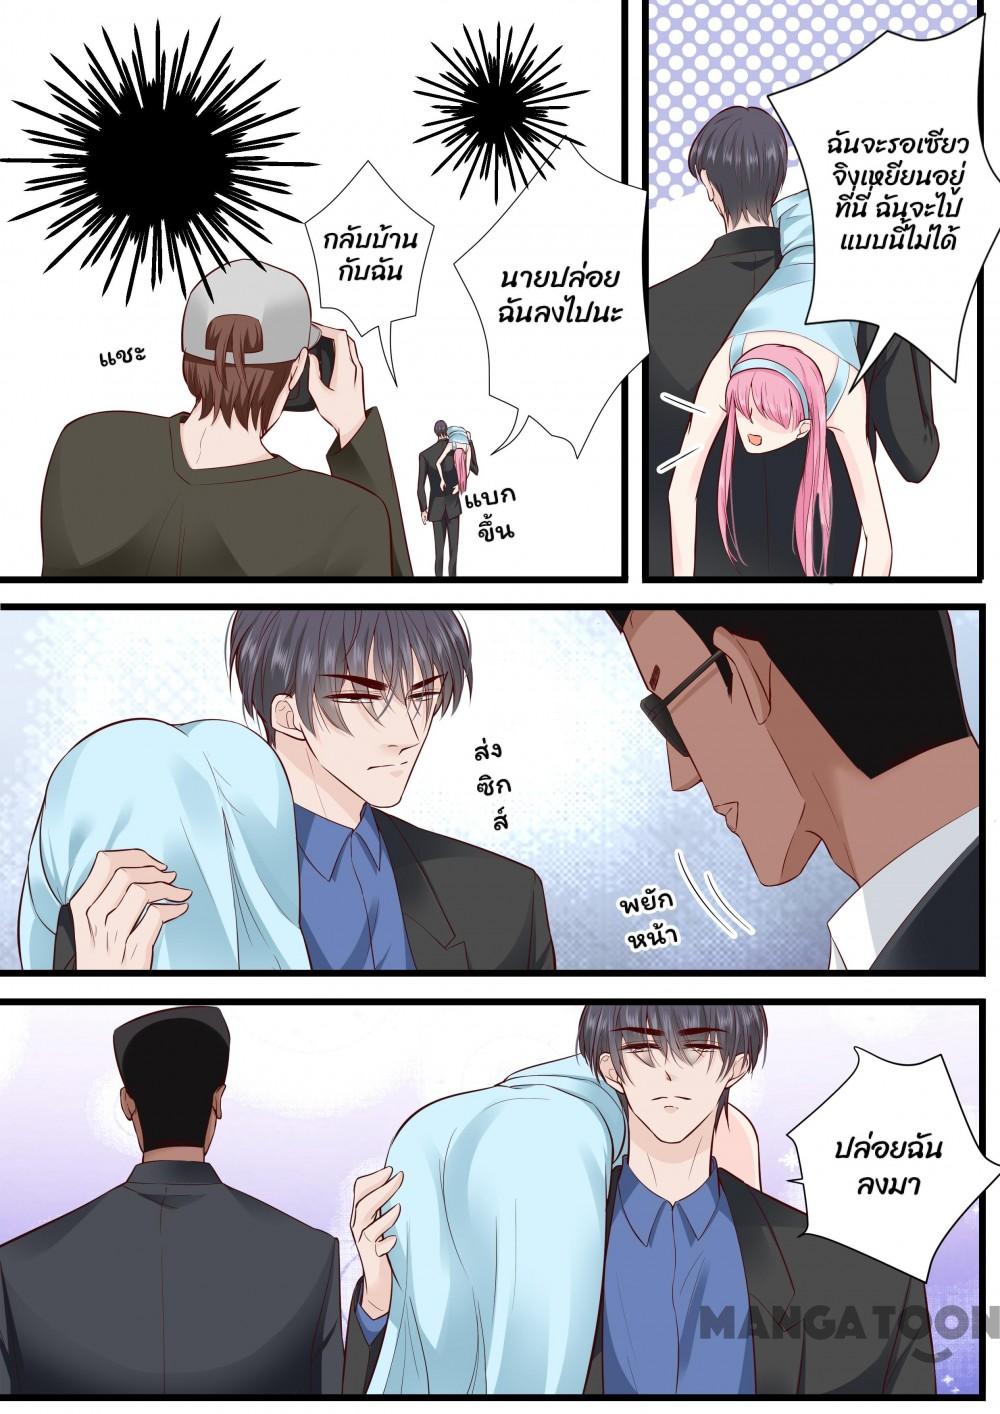 กลับบ้าน
กับฉัน
นายปล่อย
ฉันลงไปนะ
แชะ
แบก
ขึ้น
ฉันจะรอเซียว
จิงเหยียนอยู่
ที่นี่ ฉันจะไป
แบบนี้ไม่ได้
ส่ง
ซิก
ส์
พยัก
หน้า
ปล่อยฉัน
ลงมา
MANGATOON